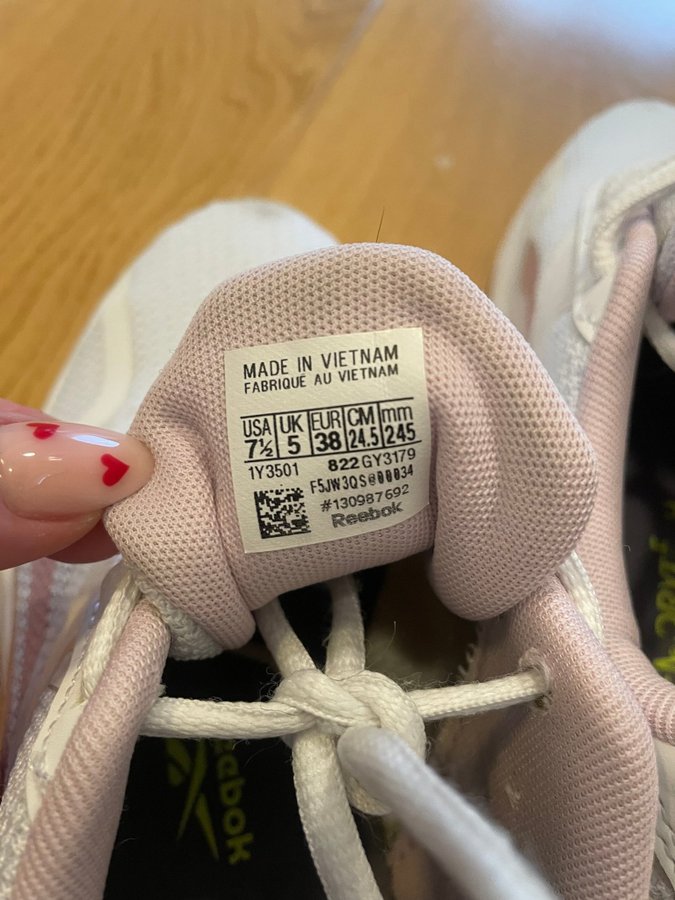 MADE IN VIETNAM
FABRIQUÉ AU VIETNAM
USA UK EUR CM mm
7½ 5 38 24.5 245
1Y3501 822 GY3179
F5JW3QS@00034
#130987692
Reebok
Reebok